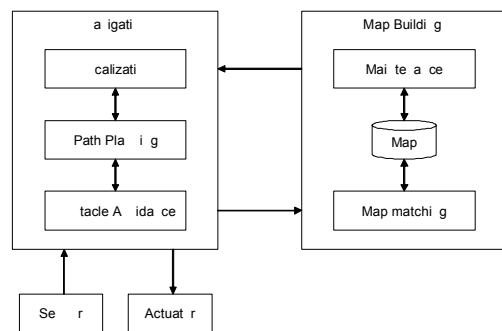 a igati
calizati
Path Pla i g
tacle A ida ce
Se r
Actuat r
Map Buildi g
Mai te a ce
Map
Map matchi g